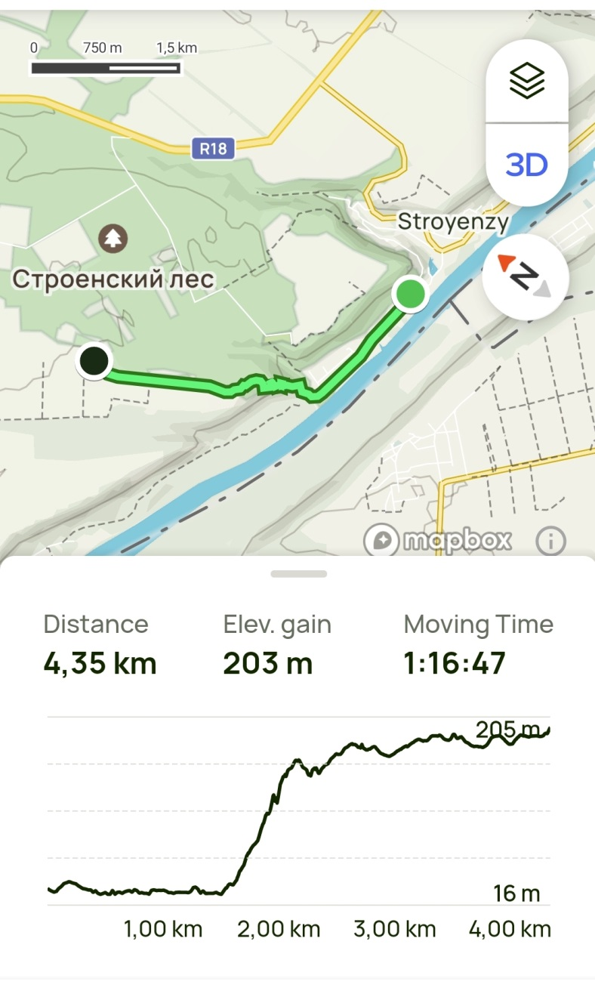 0 750 m 1,5 km
R18
3D
Stroyenzy
N
Строенский лес
mapbox
i
Distance Elev. gain Moving Time
4,35 km 203 m 1:16:47
205 m
16 m
1,00 km 2,00 km 3,00 km 4,00 km